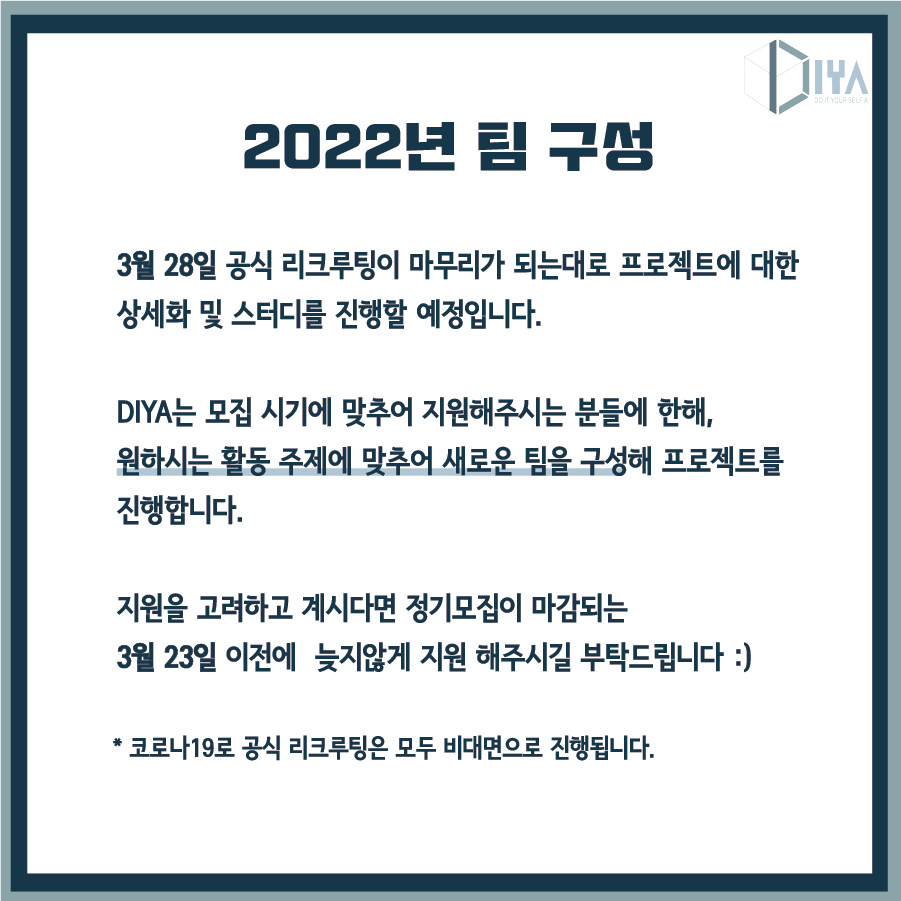 DIYA
DO IT YOUR SELF A
2022년 팀 구성
3월 28일 공식 리크루팅이 마무리가 되는대로 프로젝트에 대한
상세화 및 스터디를 진행할 예정입니다.
DIYA는 모집 시기에 맞추어 지원해주시는 분들에 한해,
원하시는 활동 주제에 맞추어 새로운 팀을 구성해 프로젝트를
진행합니다.
지원을 고려하고 계시다면 정기모집이 마감되는
3월 23일 이전에 늦지않게 지원 해주시길 부탁드립니다 :)
* 코로나19로 공식 리크루팅은 모두 비대면으로 진행됩니다.